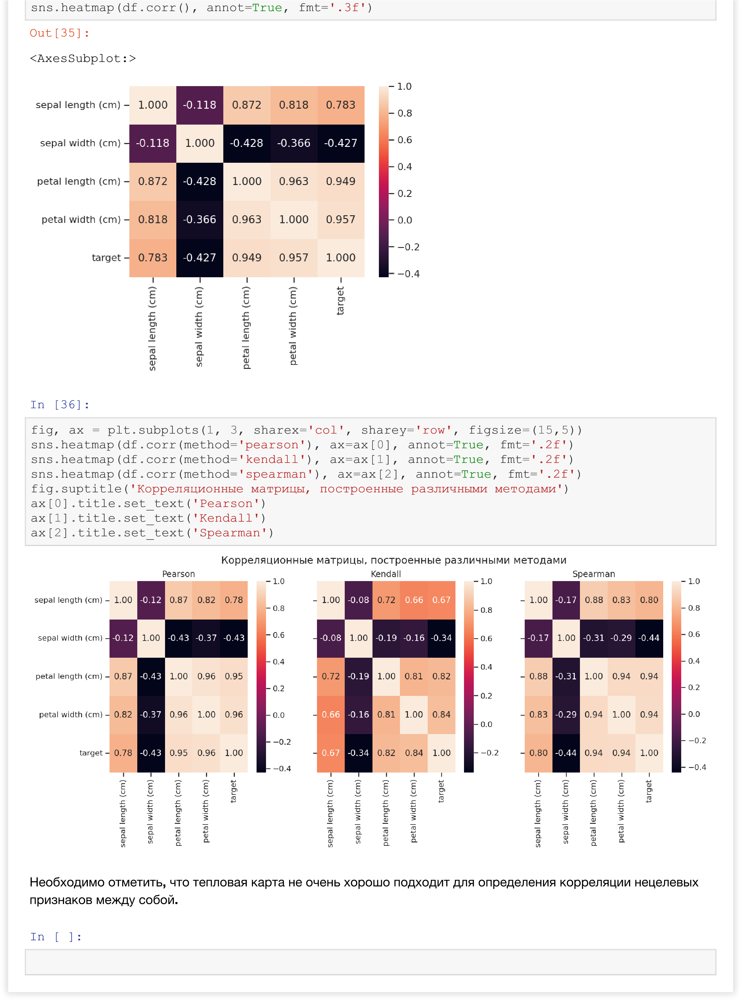 sns.heatmap(df.corr(), annot=True, fmt='.3f')
Out[35]:
<AxesSubplot:>
sepal length (cm) 1.000 -0.118 0.872 0.818 0.783
sepal width (cm) -0.118 1.000 -0.428 -0.366 -0.427
petal length (cm) 0.872 -0.428 1.000 0.963 0.949
petal width (cm) 0.818 -0.366 0.963 1.000 0.957
target 0.783 -0.427 0.949 0.957 1.000
sepal length (cm)
sepal width (cm)
petal length (cm)
petal width (cm)
target
1.0
0.8
0.6
0.4
0.2
0.0
−0.2
−0.4
In [36]:
fig, ax = plt.subplots(1, 3, sharex='col', sharey='row', figsize=(15,5))
sns.heatmap(df.corr(method='pearson'), ax=ax[0], annot=True, fmt='.2f')
sns.heatmap(df.corr(method='kendall'), ax=ax[1], annot=True, fmt='.2f')
sns.heatmap(df.corr(method='spearman'), ax=ax[2], annot=True, fmt='.2f')
fig.suptitle('Корреляционные матрицы, построенные различными методами')
ax[0].title.set_text('Pearson')
ax[1].title.set_text('Kendall')
ax[2].title.set_text('Spearman')
Корреляционные матрицы, построенные различными методами
Pearson
sepal length (cm) 1.00 -0.12 0.87 0.82 0.78
sepal width (cm) -0.12 1.00 -0.43 -0.37 -0.43
petal length (cm) 0.87 -0.43 1.00 0.96 0.95
petal width (cm) 0.82 -0.37 0.96 1.00 0.96
target 0.78 -0.43 0.95 0.96 1.00
sepal length (cm)
sepal width (cm)
petal length (cm)
petal width (cm)
target
1.0
0.8
0.6
0.4
0.2
0.0
−0.2
−0.4
Kendall
1.00 -0.08 0.72 0.66 0.67
-0.08 1.00 -0.19 -0.16 -0.34
0.72 -0.19 1.00 0.81 0.82
0.66 -0.16 0.81 1.00 0.84
0.67 -0.34 0.82 0.84 1.00
sepal length (cm)
sepal width (cm)
petal length (cm)
petal width (cm)
target
1.0
0.8
0.6
0.4
0.2
0.0
−0.2
Spearman
1.00 -0.17 0.88 0.83 0.80
-0.17 1.00 -0.31 -0.29 -0.44
0.88 -0.31 1.00 0.94 0.94
0.83 -0.29 0.94 1.00 0.94
0.80 -0.44 0.94 0.94 1.00
sepal length (cm)
sepal width (cm)
petal length (cm)
petal width (cm)
target
1.0
0.8
0.6
0.4
0.2
0.0
−0.2
−0.4
Необходимо отметить, что тепловая карта не очень хорошо подходит для определения корреляции нецелевых
признаков между собой.
In [ ]: